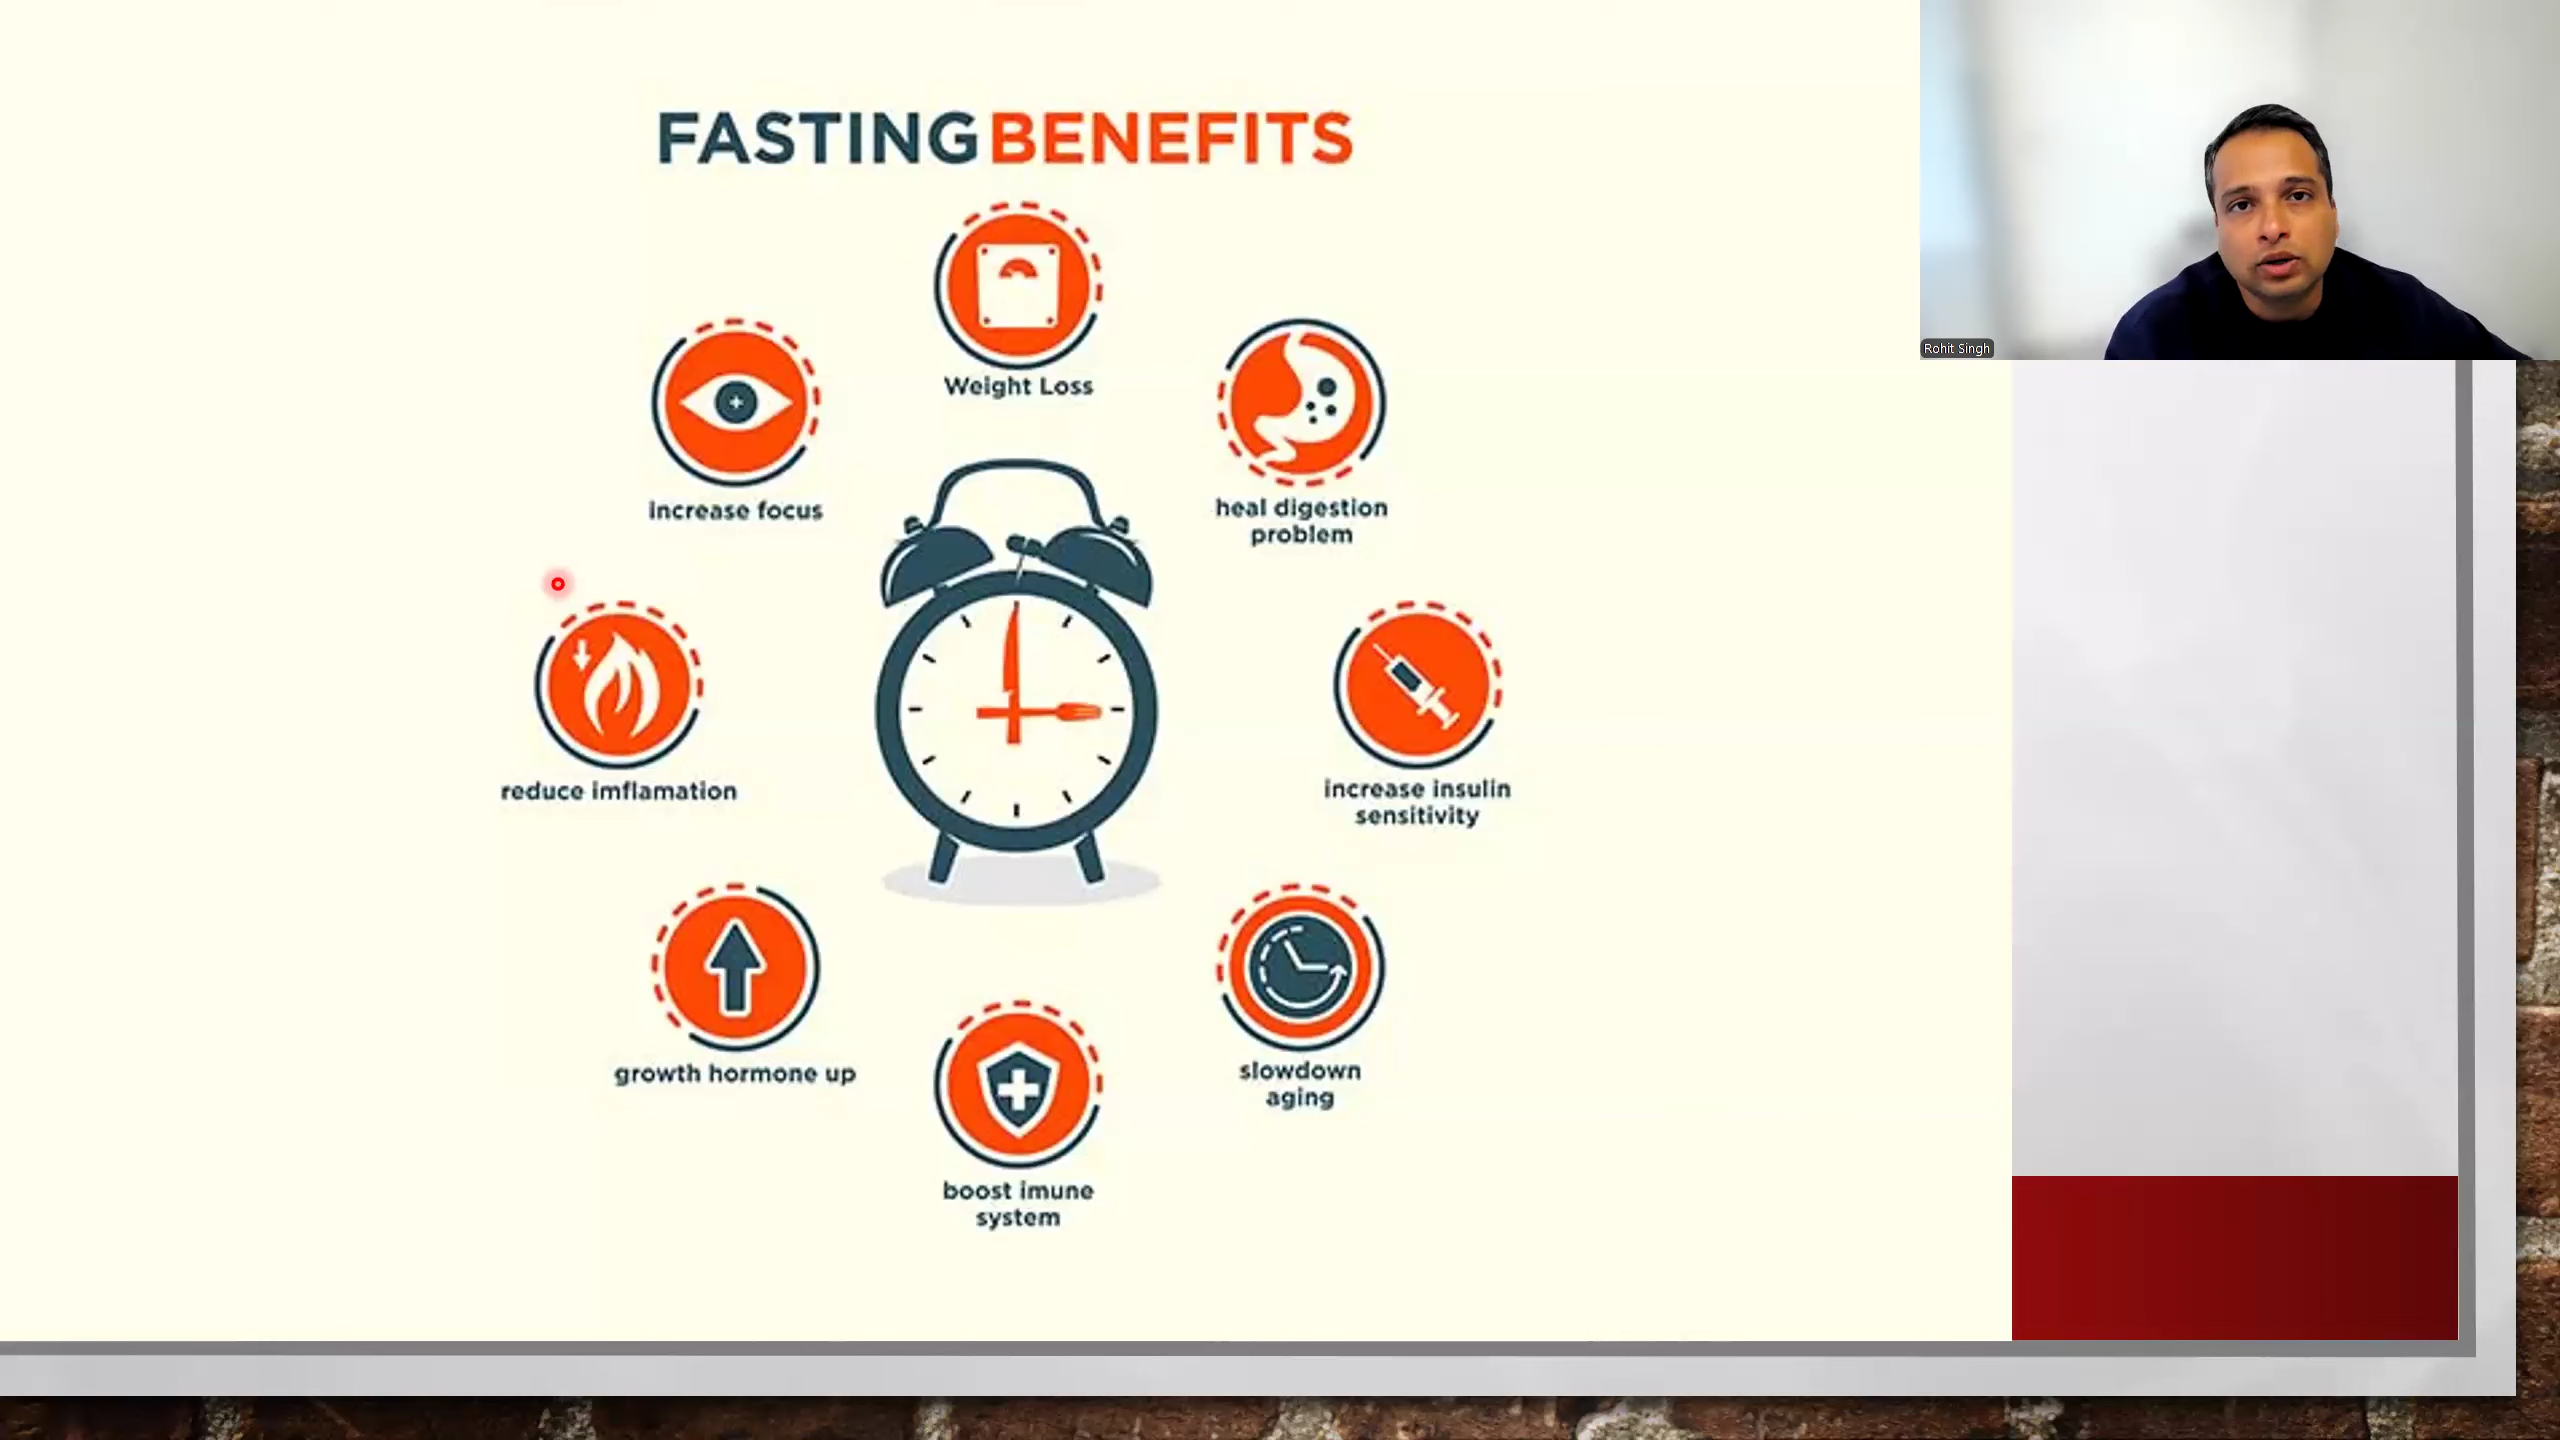 FASTING BENEFITS
Weight Loss
increase focus
heal digestion
problem
reduce imflamation
increase insulin
sensitivity
growth hormone up
slowdown
aging
boost imune
system
Rohit Singh